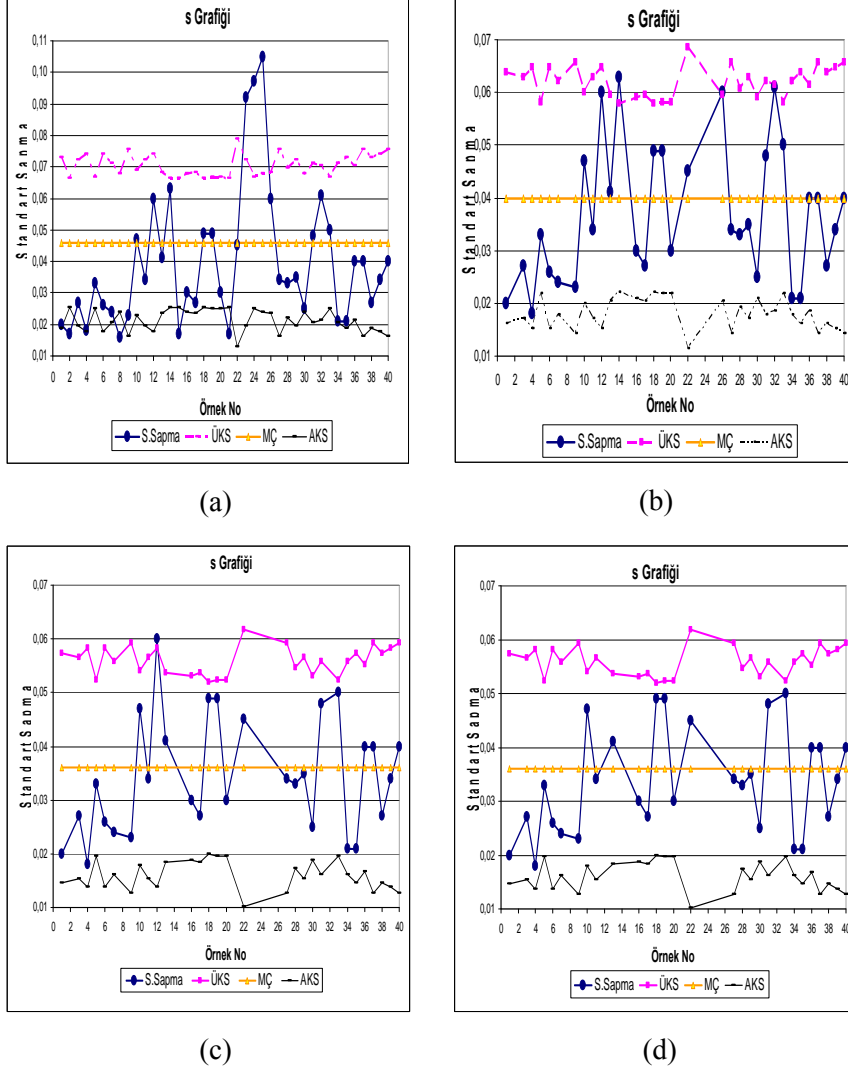 s Grafiği
Standart Sapma
0,11
0,10
0,09
0,08
0,07
0,06
0,05
0,04
0,03
0,02
0,01
0 2 4 6 8 10 12 14 16 18 20 22 24 26 28 30 32 34 36 38 40
Örnek No
S.Sapma ÜKS MÇ AKS
(a)
s Grafiği
Standart Sapma
0,07
0,06
0,05
0,04
0,03
0,02
0,01
0 2 4 6 8 10 12 14 16 18 20 22 24 26 28 30 32 34 36 38 40
Örnek No
S.Sapma ÜKS MÇ AKS
(b)
s Grafiği
Standart Sapma
0,07
0,06
0,05
0,04
0,03
0,02
0,01
0 2 4 6 8 10 12 14 16 18 20 22 24 26 28 30 32 34 36 38 40
Örnek No
S.Sapma ÜKS MÇ AKS
(c)
s Grafiği
Standart Sapma
0,07
0,06
0,05
0,04
0,03
0,02
0,01
0 2 4 6 8 10 12 14 16 18 20 22 24 26 28 30 32 34 36 38 40
Örnek No
S.Sapma ÜKS MÇ AKS
(d)